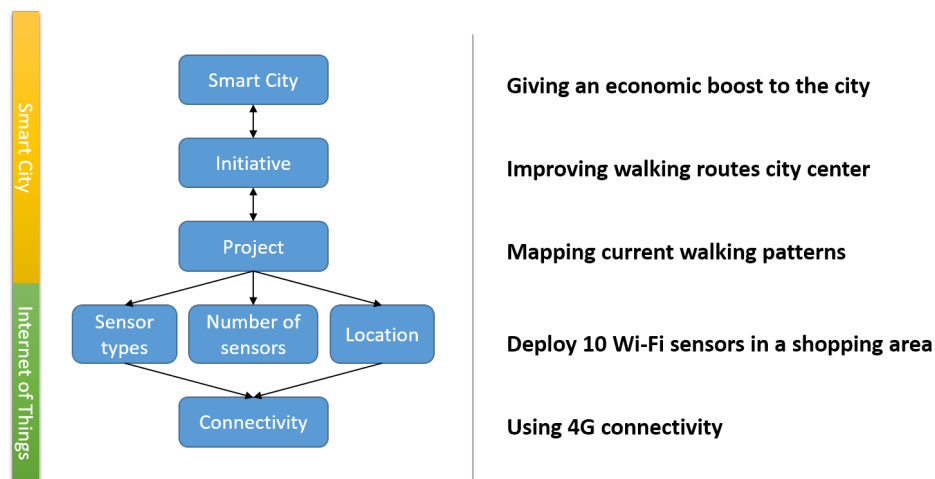 Smart City
Internet of Things
Smart City
Initiative
Project
Sensor
types
Number of
sensors
Location
Connectivity
Giving an economic boost to the city
Improving walking routes city center
Mapping current walking patterns
Deploy 10 Wi-Fi sensors in a shopping area
Using 4G connectivity